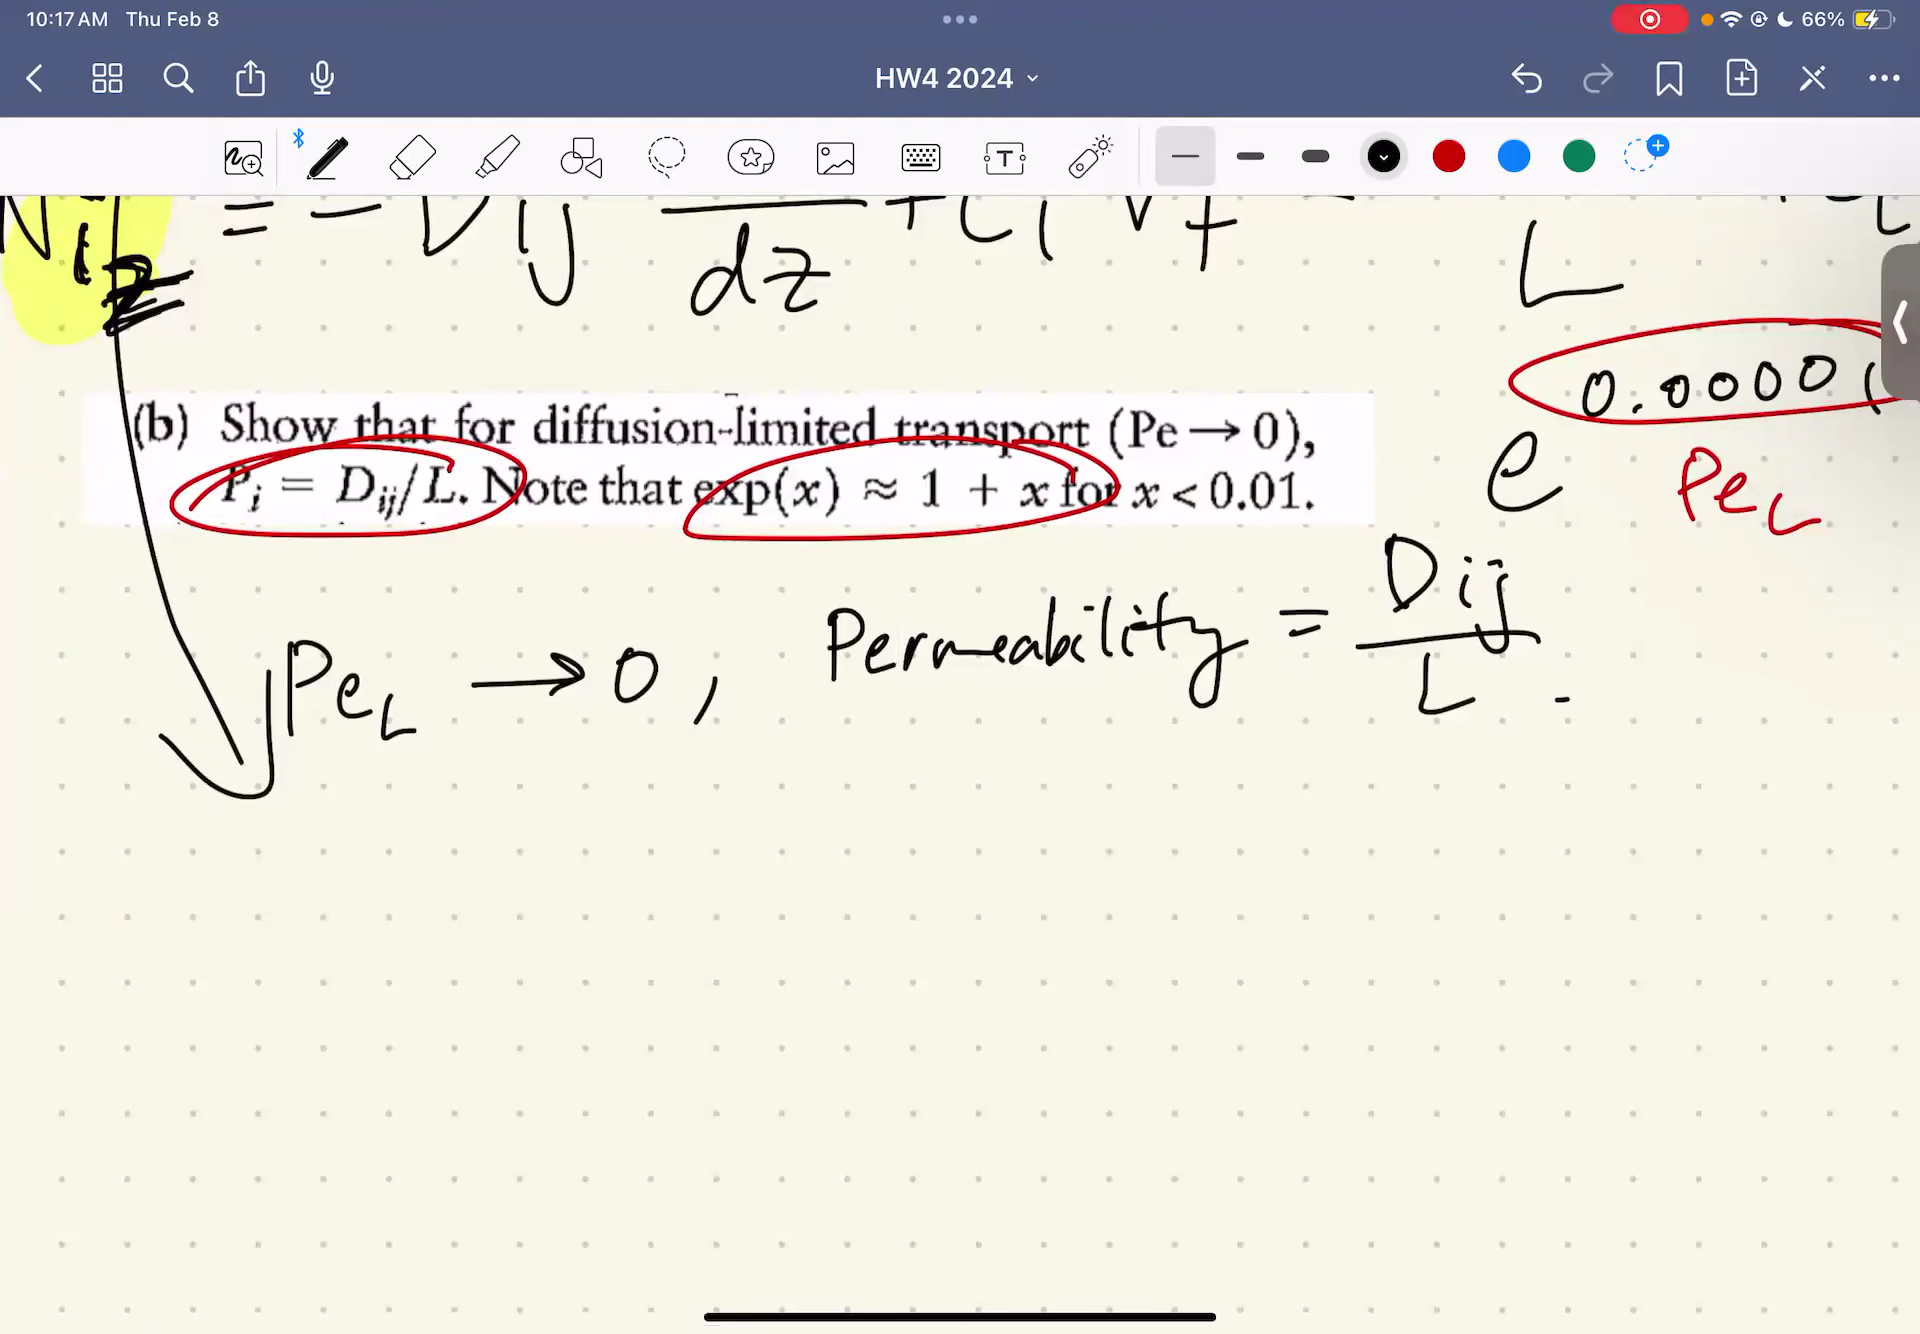 10:17 AM Thu Feb 8
66%
HW4 2024
= - Dij
dz
L
0.0000
(b) Show that for diffusion-limited transport (Pe → 0),
Pi = Dij/L. Note that exp(x) ≈ 1 + x for x < 0.01.
e PeL
PeL → 0, Permeability = Dij / L .